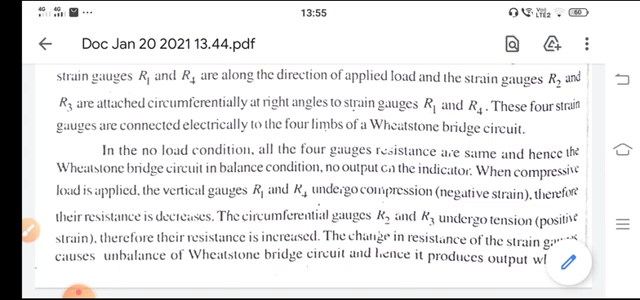 4G 4G ... 13:55 Vo) LTE2 60
Doc Jan 20 2021 13.44.pdf
strain gauges R1 and R4 are along the direction of applied load and the strain gauges R2 and
R3 are attached circumferentially at right angles to strain gauges R1 and R4. These four strain
gauges are connected electrically to the four limbs of a Wheatstone bridge circuit.
In the no load condition, all the four gauges resistance are same and hence the
Wheatstone bridge circuit in balance condition, no output on the indicator. When compressive
load is applied, the vertical gauges R1 and R4 undergo compression (negative strain), therefore
their resistance is decreases. The circumferential gauges R2 and R3 undergo tension (positive
strain), therefore their resistance is increased. The change in resistance of the strain
causes unbalance of Wheatstone bridge circuit and hence it produces output